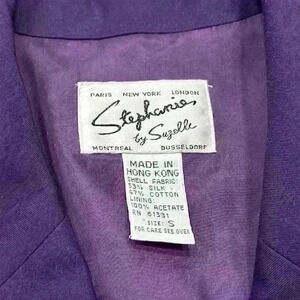 PARIS NEW YORK LONDON
Stephanie
by Suzelle
MONTREAL DUSSELDORF
MADE IN
HONG KONG
SHELL FABRIC:
53% SILK
47% COTTON
LINING:
100% ACETATE
RN 61331
SIZE: S
FOR CARE SEE OVER